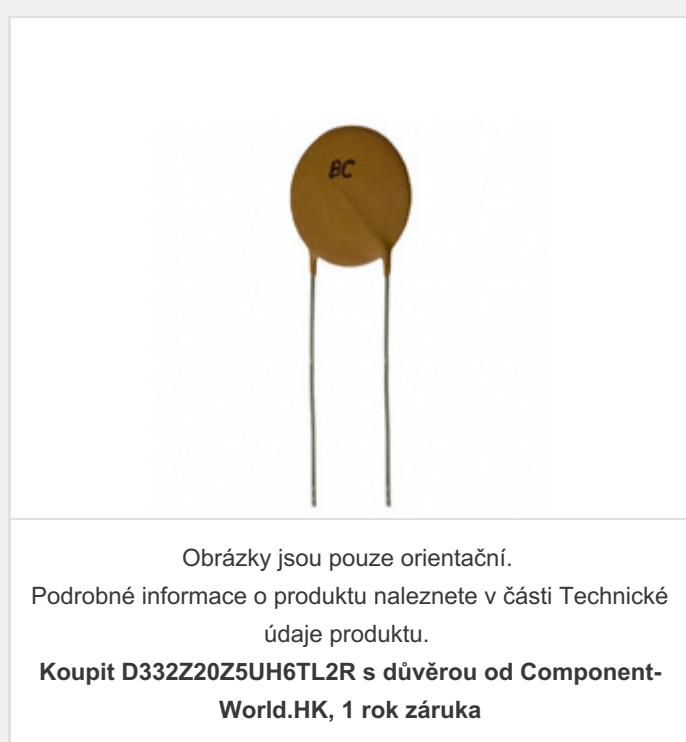 BC
Obrázky jsou pouze orientační.
Podrobné informace o produktu naleznete v části Technické
údaje produktu.
Koupit D332Z20Z5UH6TL2R s důvěrou od Component-
World.HK, 1 rok záruka